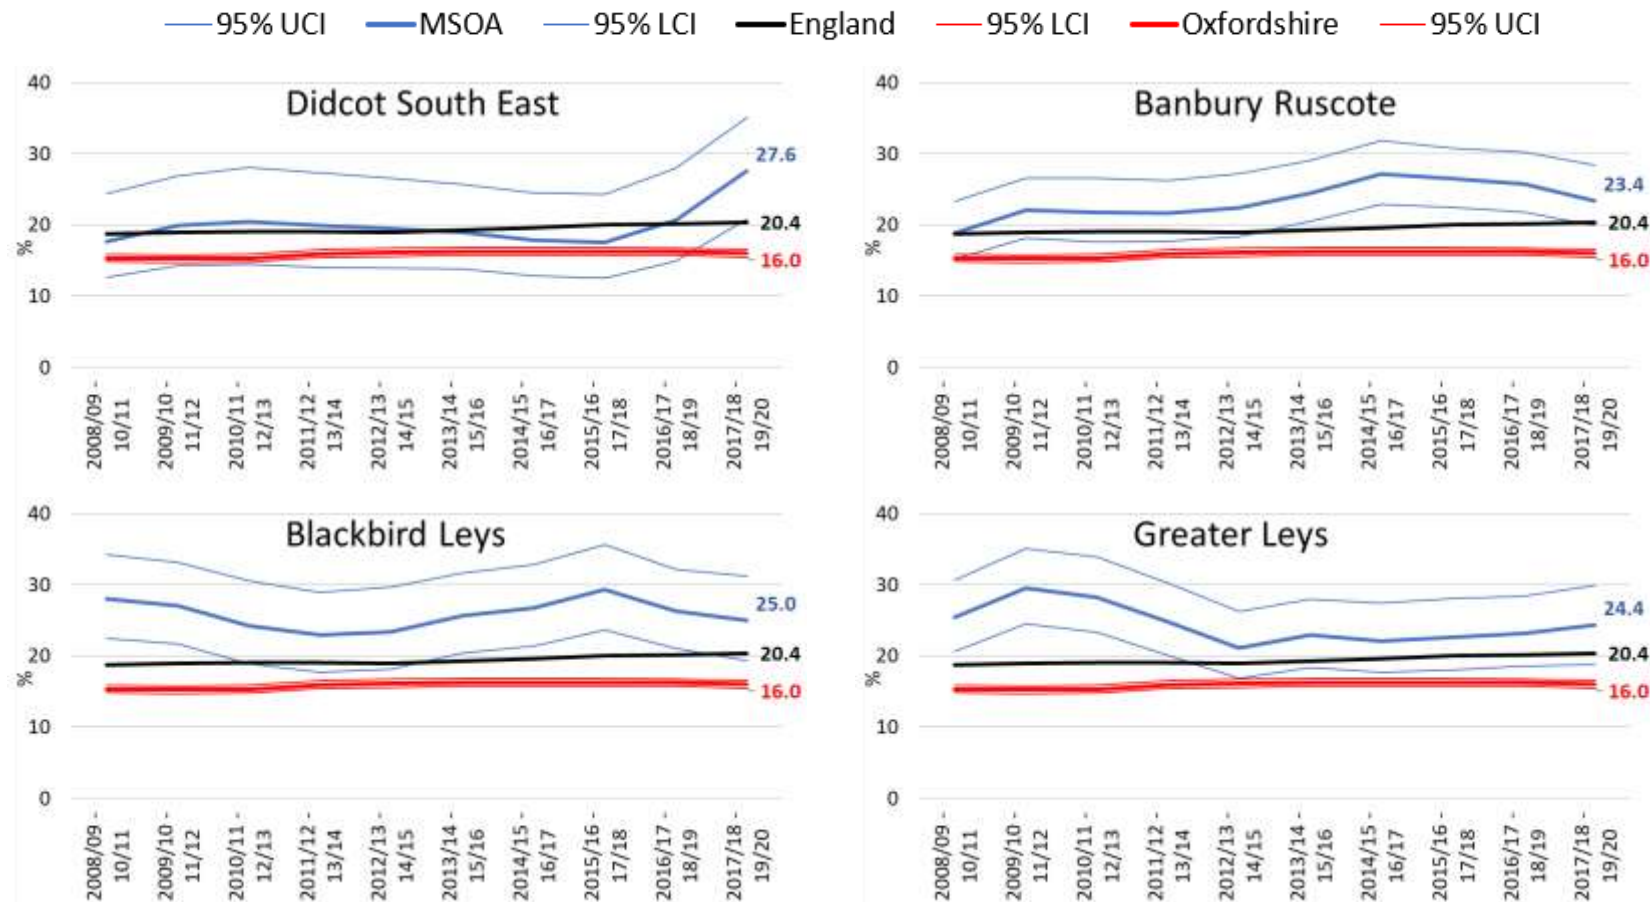 95% UCI MSOA 95% LCI England 95% LCI Oxfordshire 95% UCI
Didcot South East
40
30
20
10
0
%
27.6
20.4
16.0
2008/09 - 10/11
2009/10 - 11/12
2010/11 - 12/13
2011/12 - 13/14
2012/13 - 14/15
2013/14 - 15/16
2014/15 - 16/17
2015/16 - 17/18
2016/17 - 18/19
2017/18 - 19/20
Banbury Ruscote
40
30
20
10
0
%
23.4
20.4
16.0
2008/09 - 10/11
2009/10 - 11/12
2010/11 - 12/13
2011/12 - 13/14
2012/13 - 14/15
2013/14 - 15/16
2014/15 - 16/17
2015/16 - 17/18
2016/17 - 18/19
2017/18 - 19/20
Blackbird Leys
40
30
20
10
0
%
25.0
20.4
16.0
2008/09 - 10/11
2009/10 - 11/12
2010/11 - 12/13
2011/12 - 13/14
2012/13 - 14/15
2013/14 - 15/16
2014/15 - 16/17
2015/16 - 17/18
2016/17 - 18/19
2017/18 - 19/20
Greater Leys
40
30
20
10
0
%
24.4
20.4
16.0
2008/09 - 10/11
2009/10 - 11/12
2010/11 - 12/13
2011/12 - 13/14
2012/13 - 14/15
2013/14 - 15/16
2014/15 - 16/17
2015/16 - 17/18
2016/17 - 18/19
2017/18 - 19/20